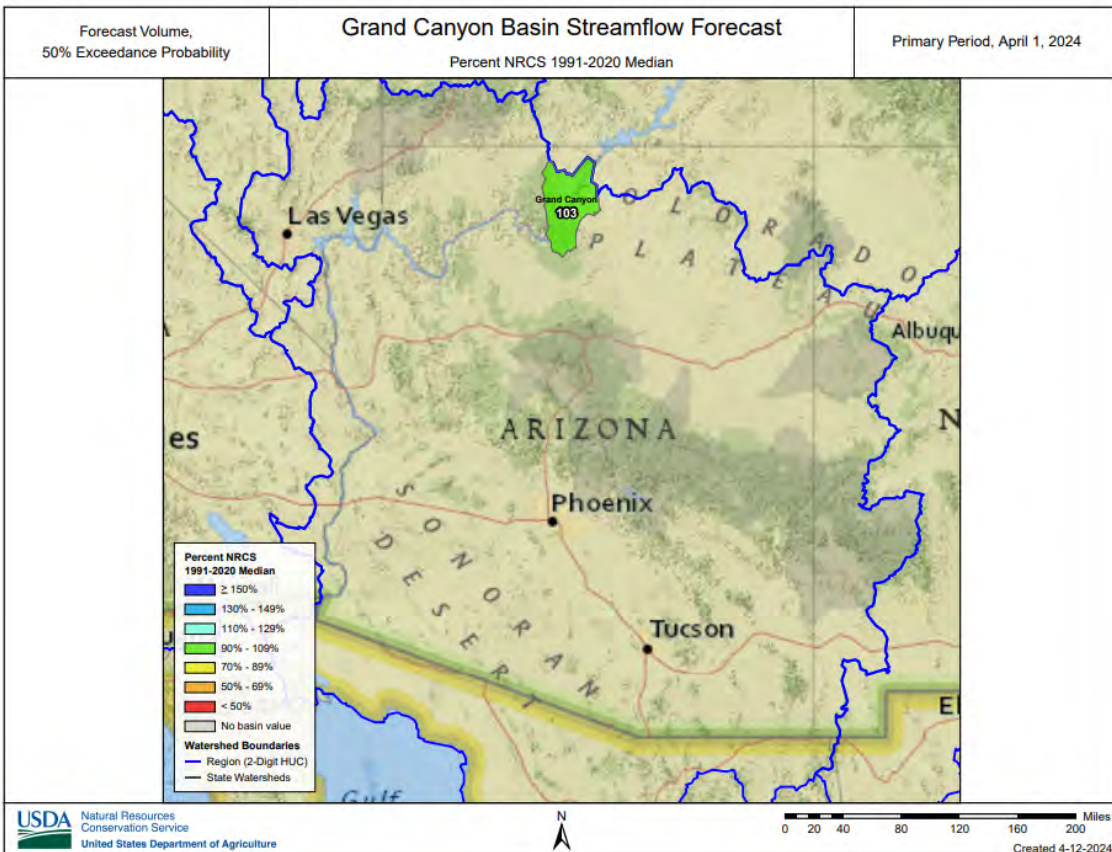 Forecast Volume,
50% Exceedance Probability
Grand Canyon Basin Streamflow Forecast
Percent NRCS 1991-2020 Median
Primary Period, April 1, 2024
Las Vegas
Grand Canyon
103
COLORADO
PLATEAU
Albuqu
ARIZONA
es
N
Phoenix
SONORAN
DESERT
Tucson
El
Gulf
Percent NRCS
1991-2020 Median
≥ 150%
130% - 149%
110% - 129%
90% - 109%
70% - 89%
50% - 69%
< 50%
No basin value
Watershed Boundaries
Region (2-Digit HUC)
State Watersheds
USDA
Natural Resources
Conservation Service
United States Department of Agriculture
N
Miles
0 20 40 80 120 160 200
Created 4-12-2024